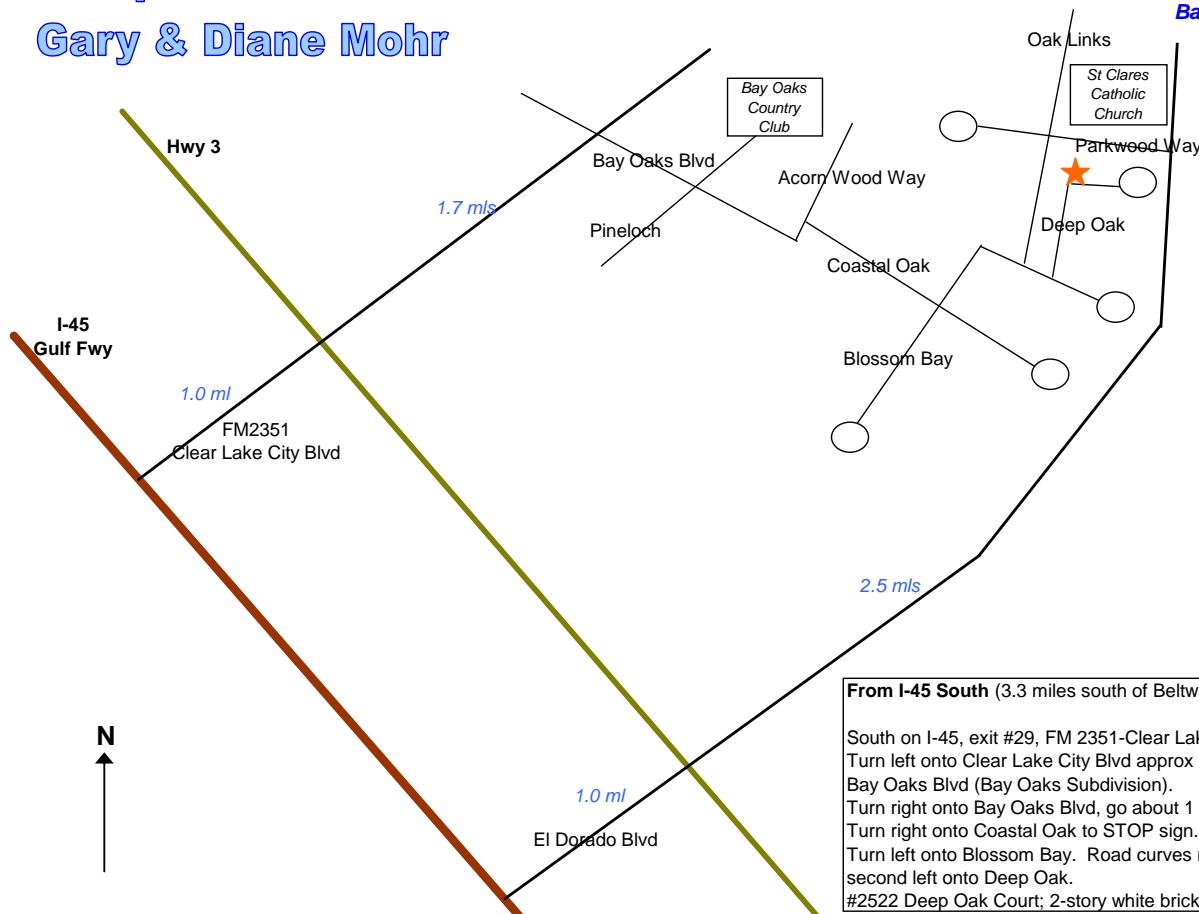 Gary & Diane Mohr
Oak Links
St Clares
Catholic
Church
Bay Oaks
Country
Club
Hwy 3
Parkwood Way
Bay Oaks Blvd
Acorn Wood Way
1.7 mls
Pineloch
Deep Oak
Coastal Oak
I-45
Gulf Fwy
Blossom Bay
1.0 ml
FM2351
Clear Lake City Blvd
2.5 mls
N
1.0 ml
El Dorado Blvd
From I-45 South (3.3 miles south of
South on I-45, exit #29, FM 2351-Clear
Turn left onto Clear Lake City Blvd approx
Bay Oaks Blvd (Bay Oaks Subdivision).
Turn right onto Bay Oaks Blvd, go about 1
Turn right onto Coastal Oak to STOP sign.
Turn left onto Blossom Bay. Road curves
second left onto Deep Oak.
#2522 Deep Oak Court; 2-story white brick